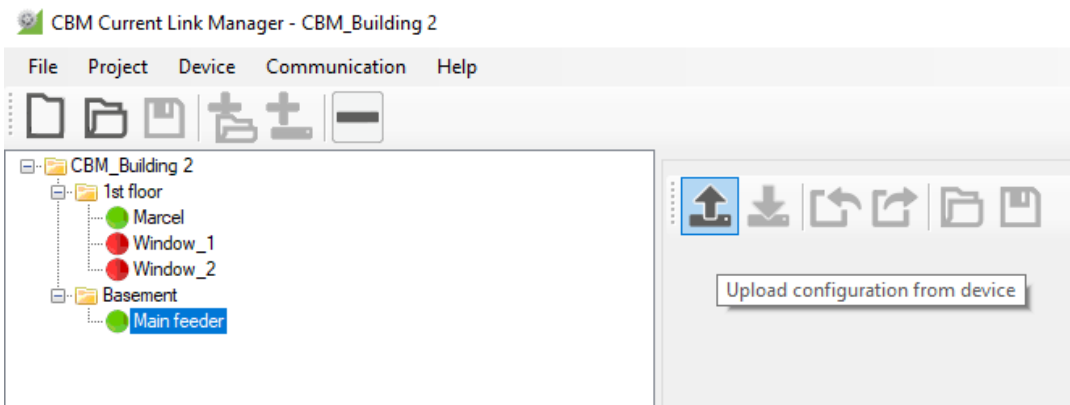 CBM Current Link Manager - CBM_Building 2
File Project Device Communication Help
CBM_Building 2
1st floor
Marcel
Window_1
Window_2
Basement
Main feeder
Upload configuration from device